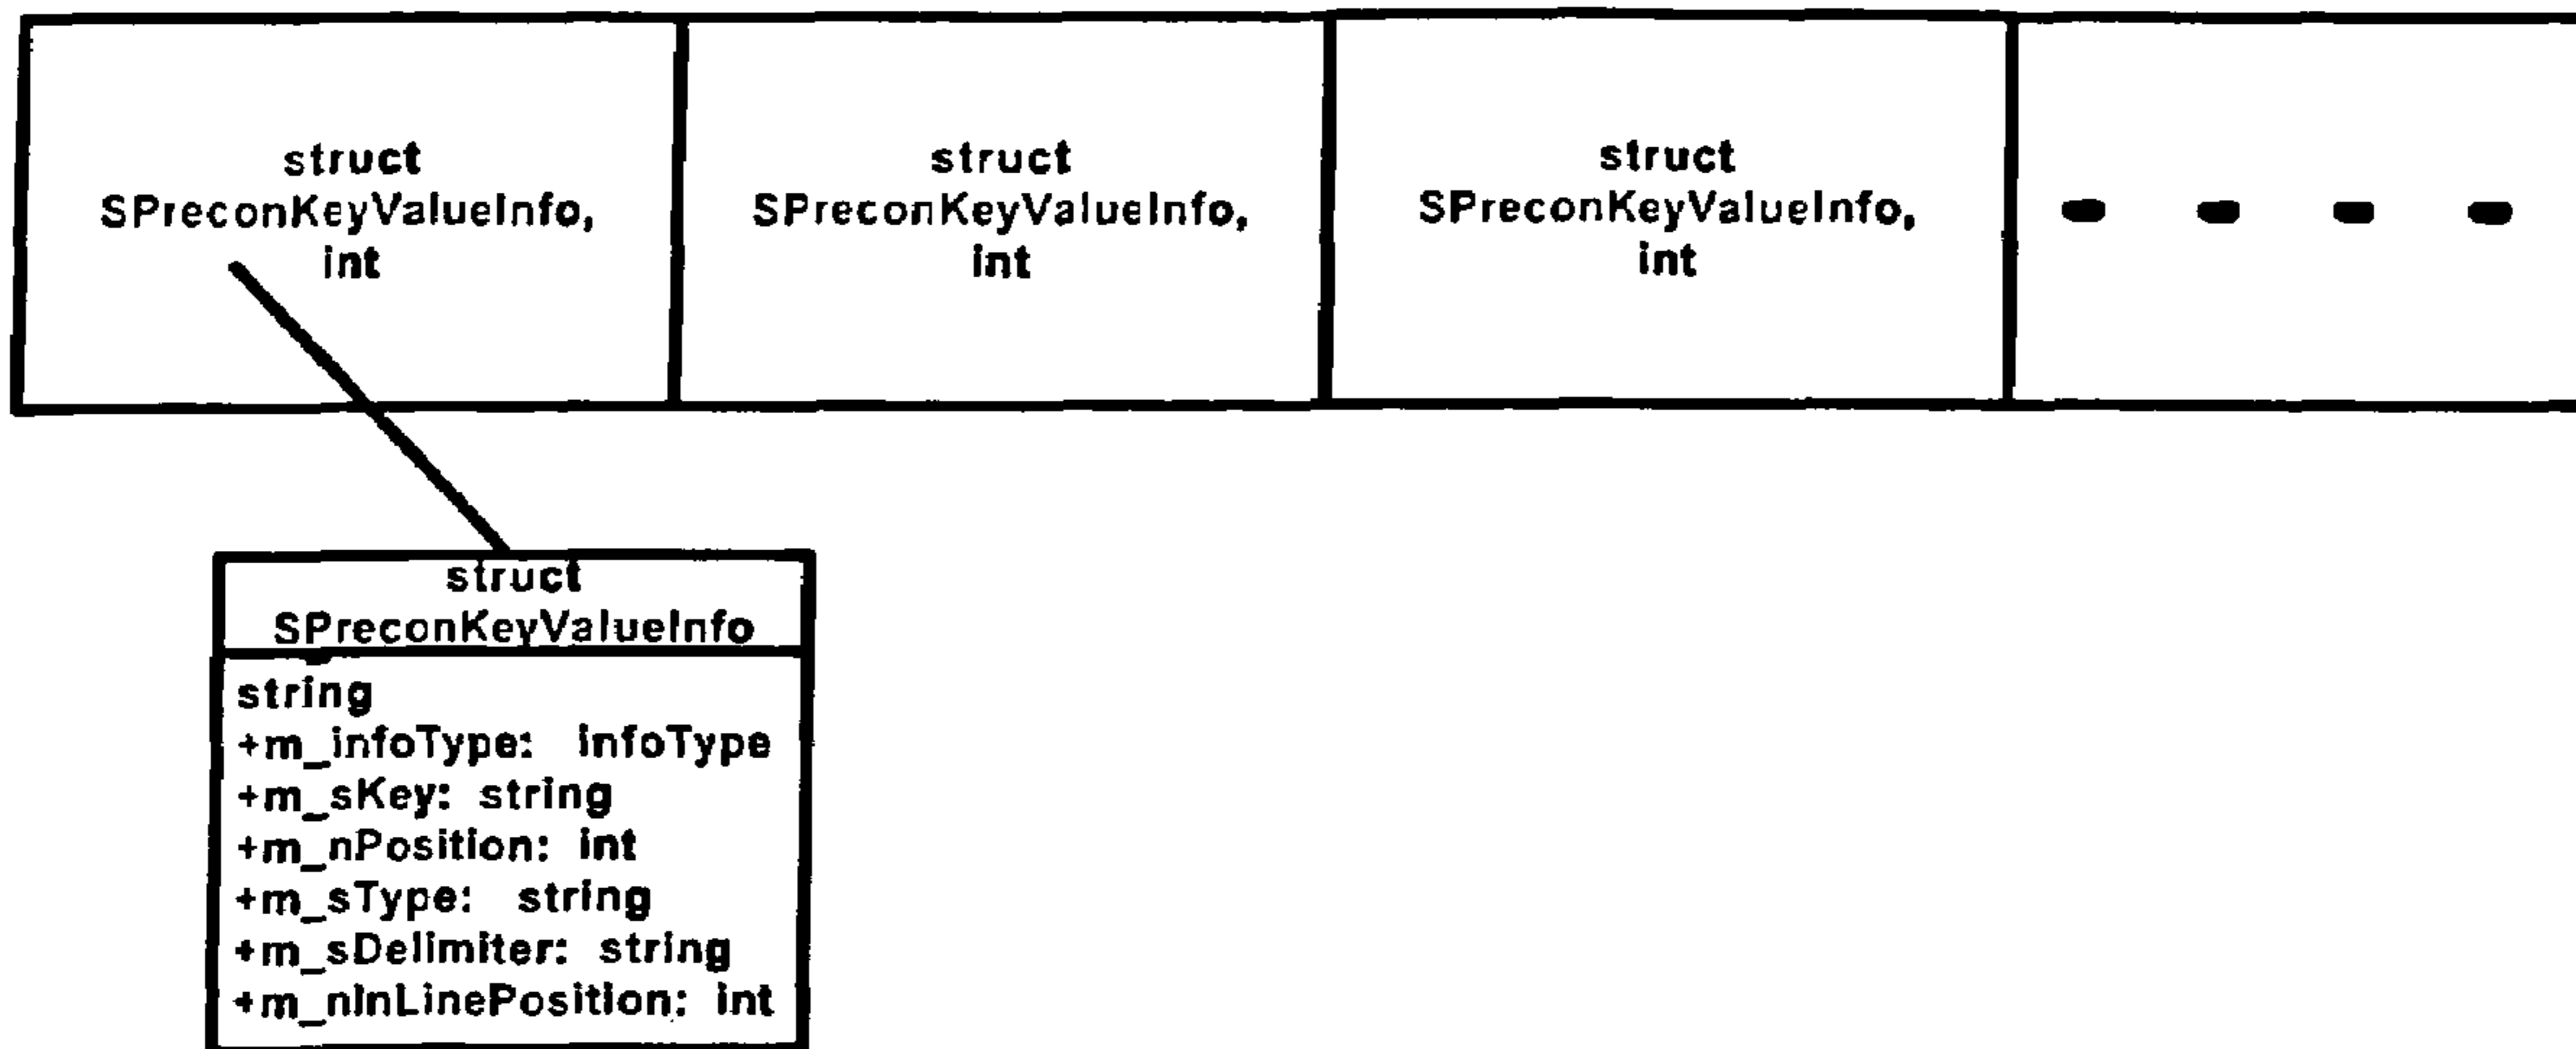 struct
SPreconKeyValueInfo,
int
struct
SPreconKeyValueInfo,
int
struct
SPreconKeyValueInfo,
int
struct
SPreconKeyValueInfo
string
+m_infoType: infoType
+m_sKey: string
+m_nPosition: int
+m_sType: string
+m_sDelimiter: string
+m_nInLinePosition: int